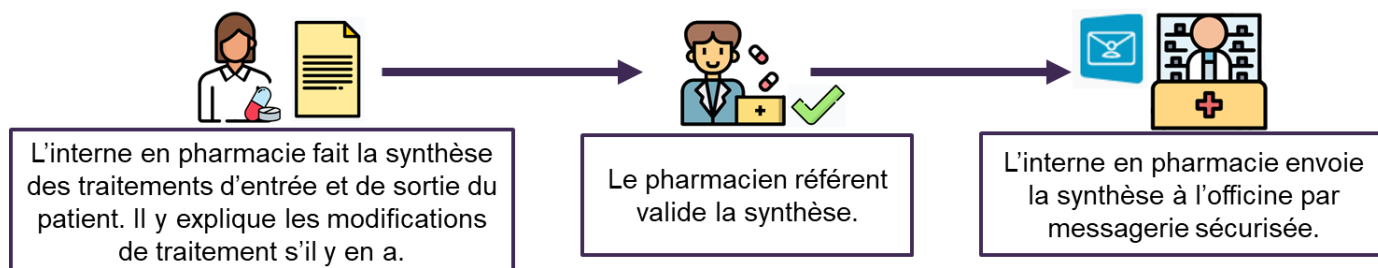 L’interne en pharmacie fait la synthèse
des traitements d’entrée et de sortie du
patient. Il y explique les modifications
de traitement s’il y en a.
Le pharmacien référent
valide la synthèse.
L’interne en pharmacie envoie
la synthèse à l’officine par
messagerie sécurisée.